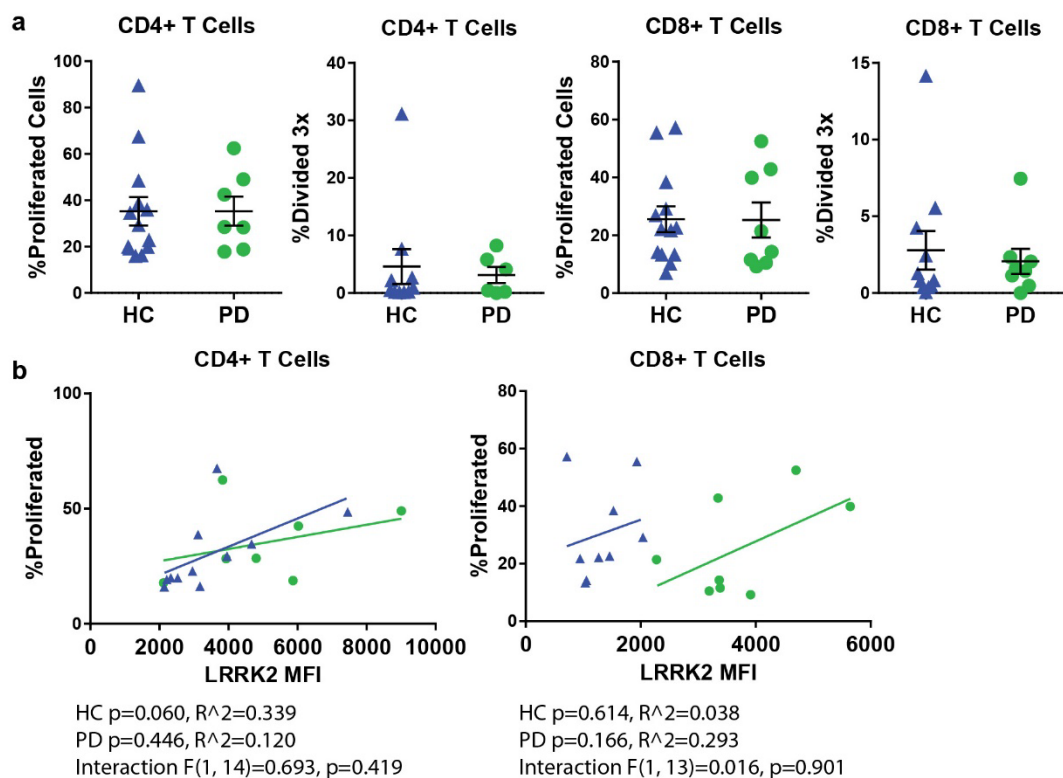 a
CD4+ T Cells
%Proliferated Cells
100
80
60
40
20
0
HC PD
CD4+ T Cells
%Divided 3x
40
30
20
10
0
HC PD
CD8+ T Cells
%Proliferated Cells
80
60
40
20
0
HC PD
CD8+ T Cells
%Divided 3x
15
10
5
0
HC PD
b
CD4+ T Cells
%Proliferated
100
50
0
0 2000 4000 6000 8000 10000
LRRK2 MFI
HC p=0.060, R^2=0.339
PD p=0.446, R^2=0.120
Interaction F(1, 14)=0.693, p=0.419
CD8+ T Cells
%Proliferated
80
60
40
20
0
0 2000 4000 6000
LRRK2 MFI
HC p=0.614, R^2=0.038
PD p=0.166, R^2=0.293
Interaction F(1, 13)=0.016, p=0.901